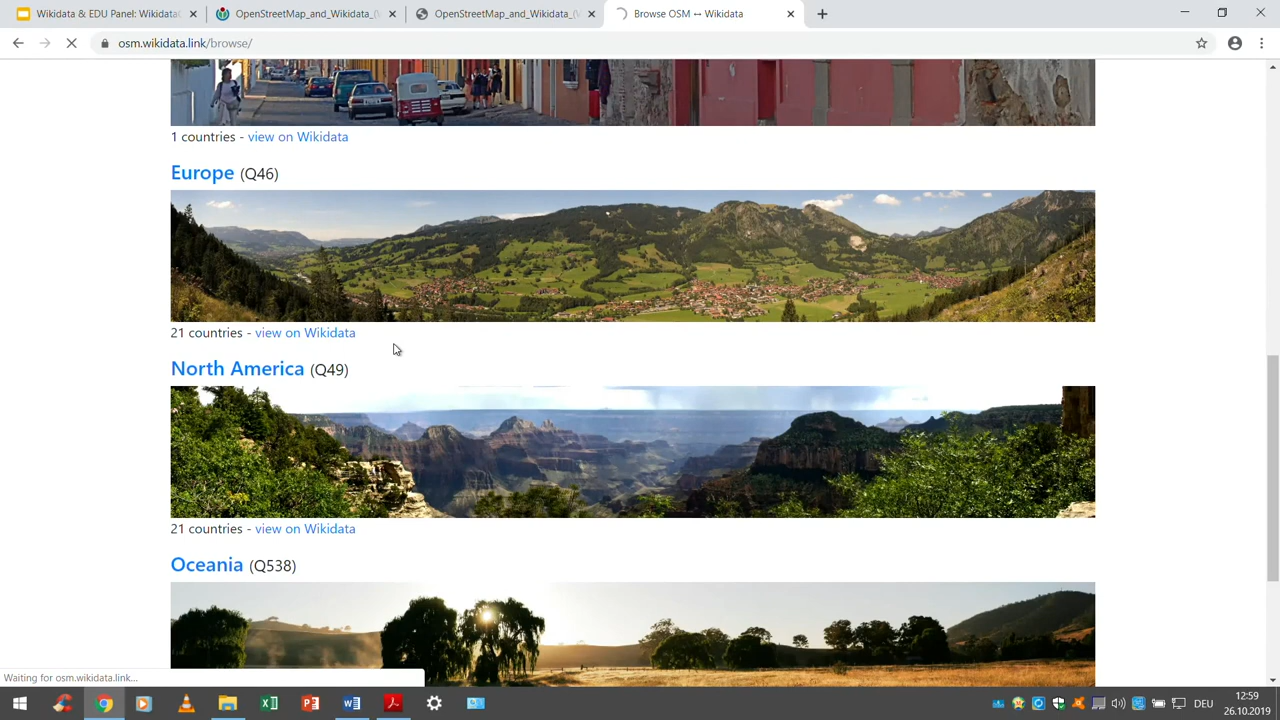 Wikidata & EDU Panel: Wikidata
OpenStreetMap_and_Wikidata_(
OpenStreetMap_and_Wikidata_(
Browse OSM ↔ Wikidata
osm.wikidata.link/browse/
1 countries - view on Wikidata
Europe (Q46)
21 countries - view on Wikidata
North America (Q49)
21 countries - view on Wikidata
Oceania (Q538)
Waiting for osm.wikidata.link...
DEU
12:59
26.10.2019